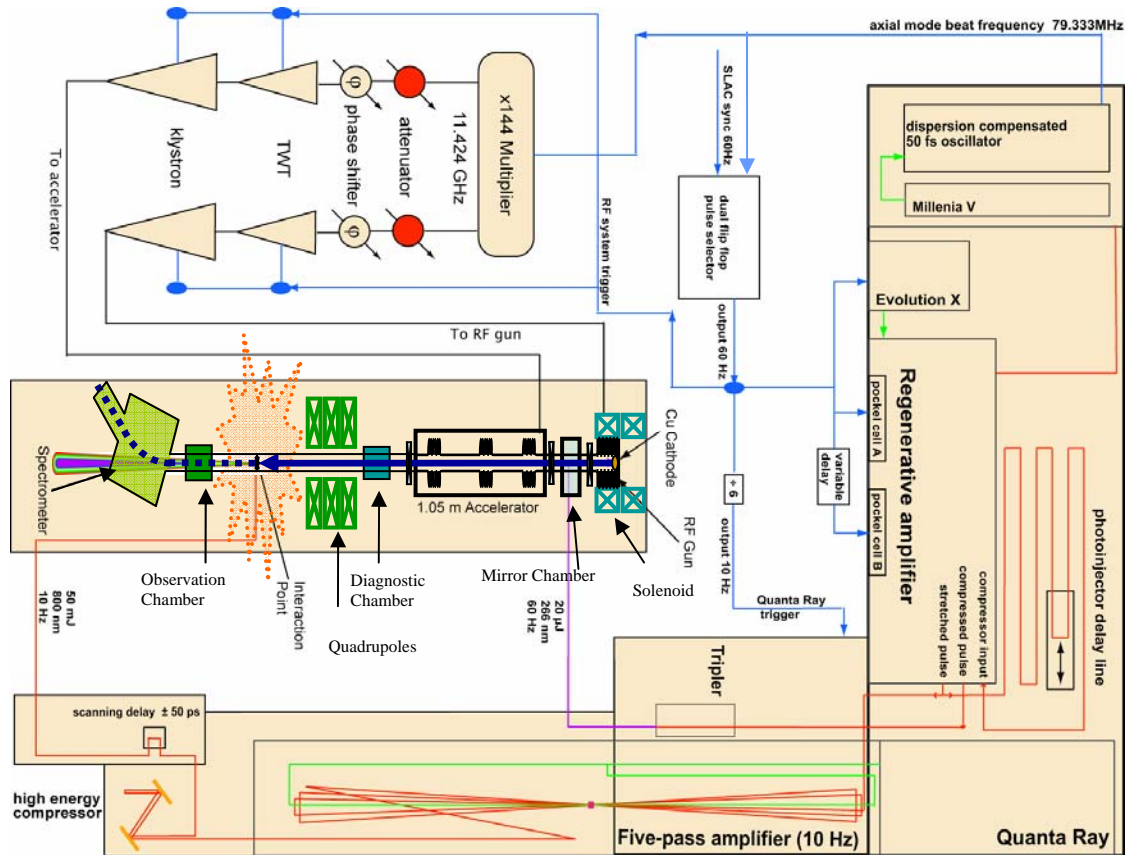 axial mode beat frequency 79.333MHz
To accelerator
klystron
TWT
phase shifter
φ
φ
attenuator
11.424 GHz
x144 Multiplier
RF system trigger
SLAC sync 60Hz
dual flip flop
pulse selector
output 60 Hz
dispersion compensated
50 fs oscillator
Millenia V
Evolution X
To RF gun
Regenerative amplifier
pockel cell A
pockel cell B
variable
delay
÷ 6
output 10 Hz
Quanta Ray
trigger
Cu Cathode
RF Gun
Solenoid
1.05 m Accelerator
Mirror Chamber
Diagnostic
Chamber
Quadrupoles
Interaction
Point
Observation
Chamber
Spectrometer
50 mJ
800 nm
10 Hz
20 µJ
266 nm
60 Hz
Tripler
stretched pulse
compressed pulse
compressor input
photoinjector delay line
scanning delay ± 50 ps
high energy
compressor
Five-pass amplifier (10 Hz)
Quanta Ray